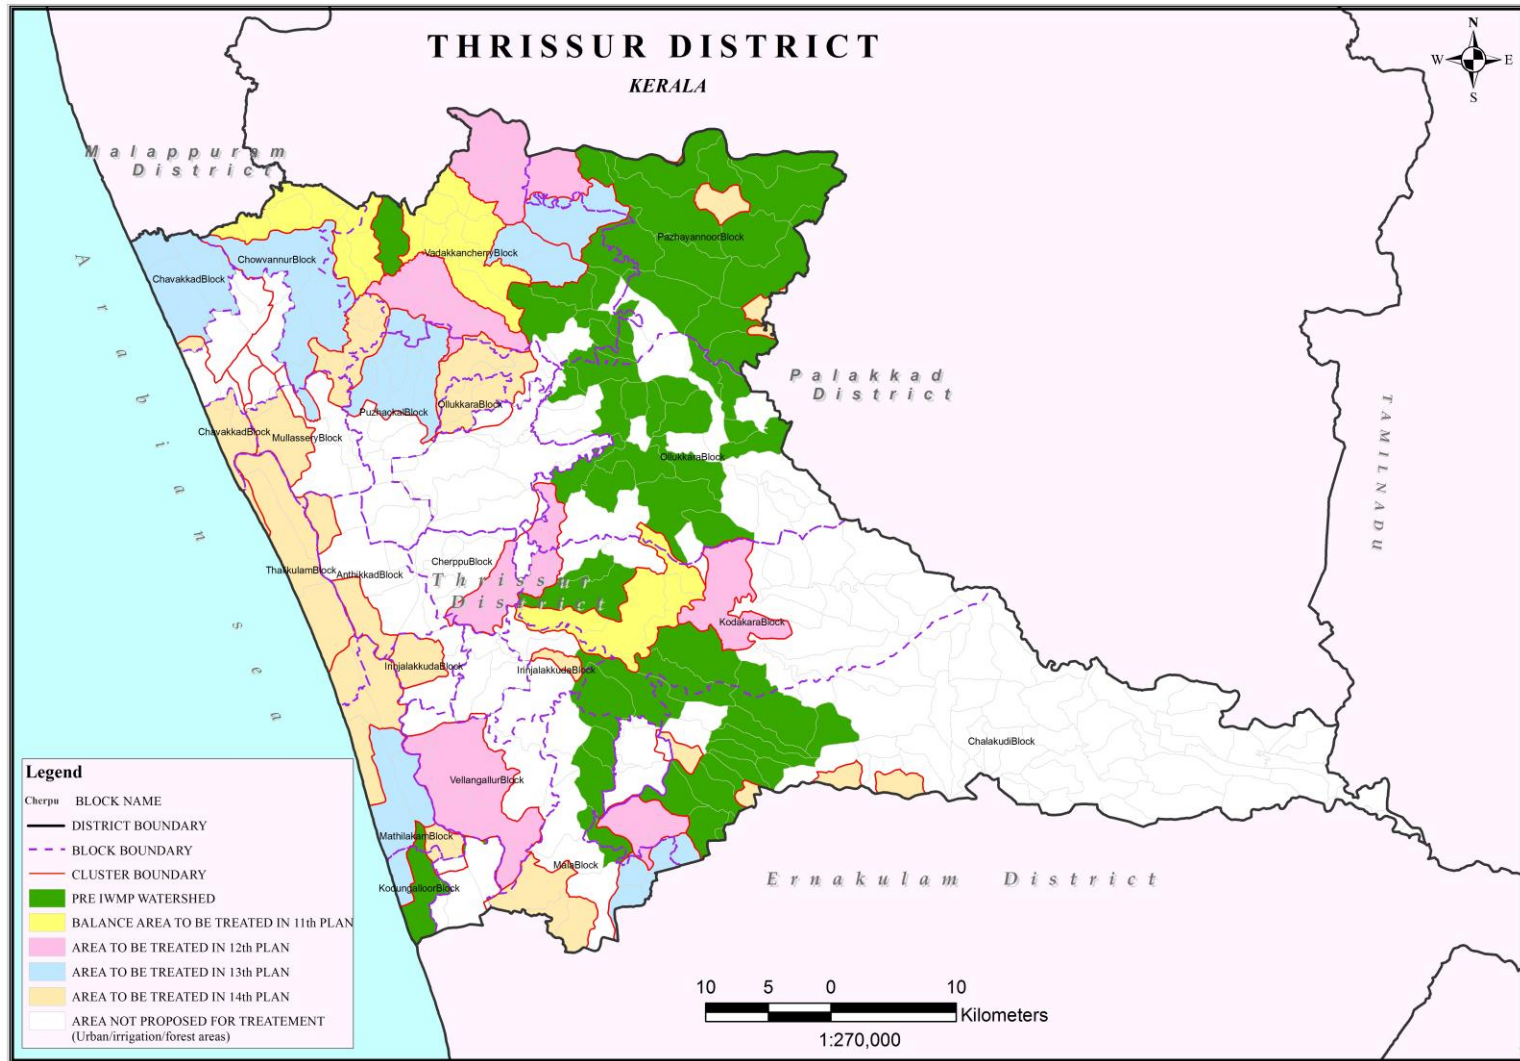 THRISSUR DISTRICT
KERALA
N
W
E
S
Malappuram
District
PazhayannoorBlock
VadakkancherryBlock
ChowvannurBlock
ChavakkadBlock
Arabian sea
Palakkad
District
TAMILNADU
OllukkaraBlock
PuzhackalBlock
ChavakkadBlock
MullasseryBlock
OllukkaraBlock
CherppuBlock
ThalikulamBlock
AnthikkadBlock
Thrissur
District
KodakaraBlock
IrinjalakkudaBlock
IrinjalakkudaBlock
ChalakudiBlock
VellangallurBlock
MathilakamBlock
MalaBlock
KodungalloorBlock
Ernakulam District
Legend
Cherpu BLOCK NAME
DISTRICT BOUNDARY
BLOCK BOUNDARY
CLUSTER BOUNDARY
PRE IWMP WATERSHED
BALANCE AREA TO BE TREATED IN 11th PLAN
AREA TO BE TREATED IN 12th PLAN
AREA TO BE TREATED IN 13th PLAN
AREA TO BE TREATED IN 14th PLAN
AREA NOT PROPOSED FOR TREATEMENT
(Urban/irrigation/forest areas)
10 5 0 10
Kilometers
1:270,000